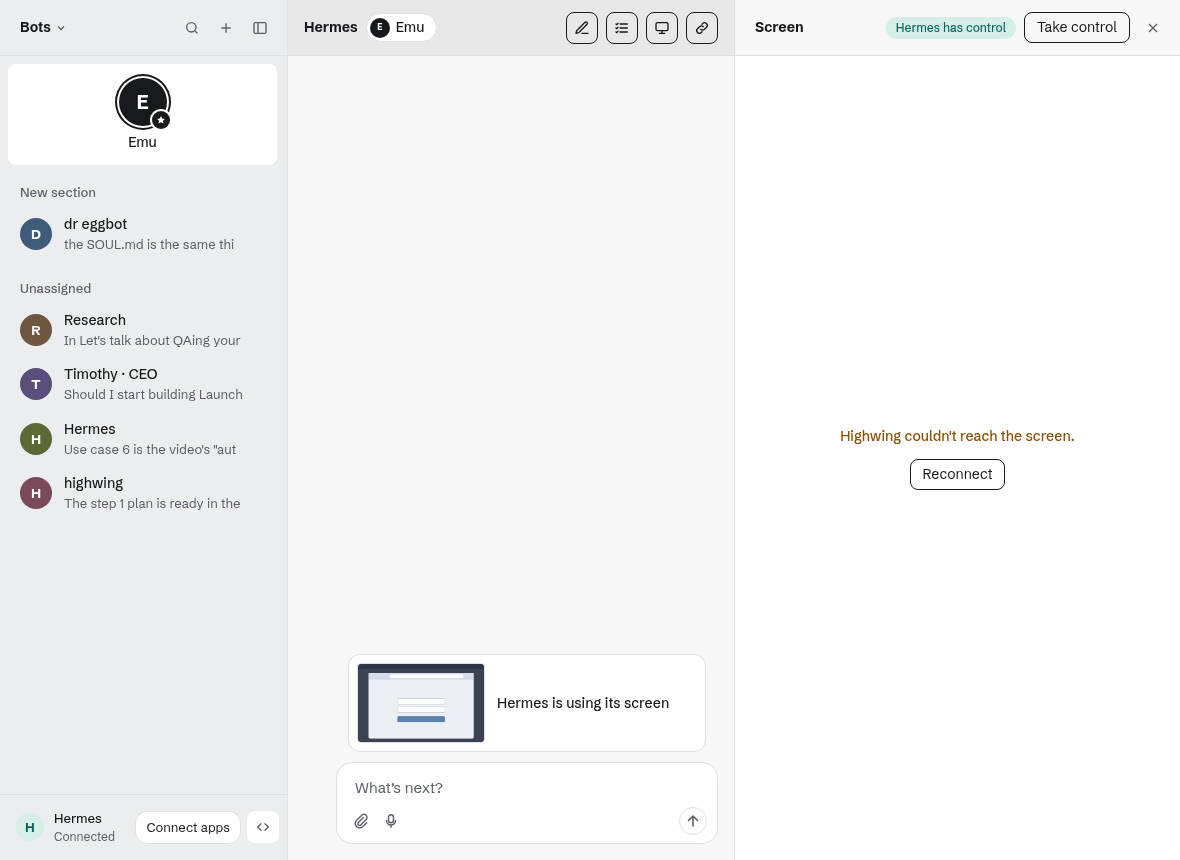 Bots
E
Emu
New section
D
dr eggbot
the SOUL.md is the same thi
Unassigned
R
Research
In Let's talk about QAing your
T
Timothy · CEO
Should I start building Launch
H
Hermes
Use case 6 is the video's "aut
H
highwing
The step 1 plan is ready in the
H
Hermes
Connected
Connect apps
Hermes
E
Emu
Hermes is using its screen
What's next?
Screen
Hermes has control
Take control
Highwing couldn't reach the screen.
Reconnect